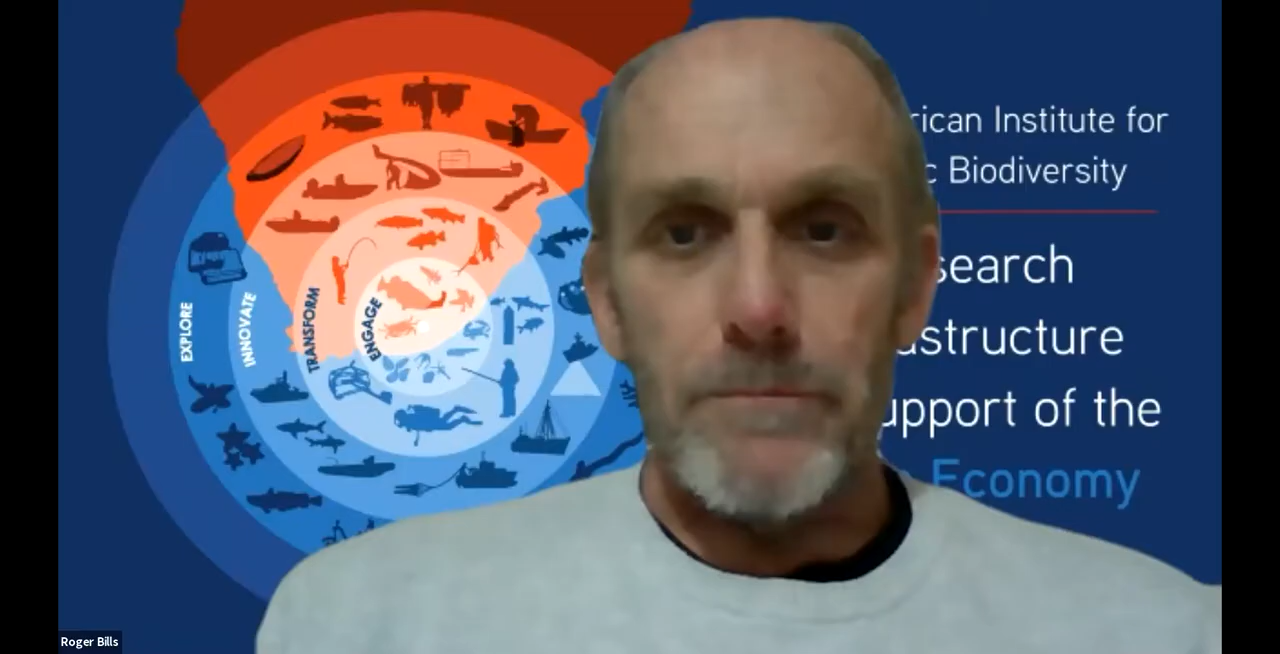 rican Institute for
c Biodiversity
search
astructure
upport of the
Economy
EXPLORE
INNOVATE
TRANSFORM
ENGAGE
Roger Bills